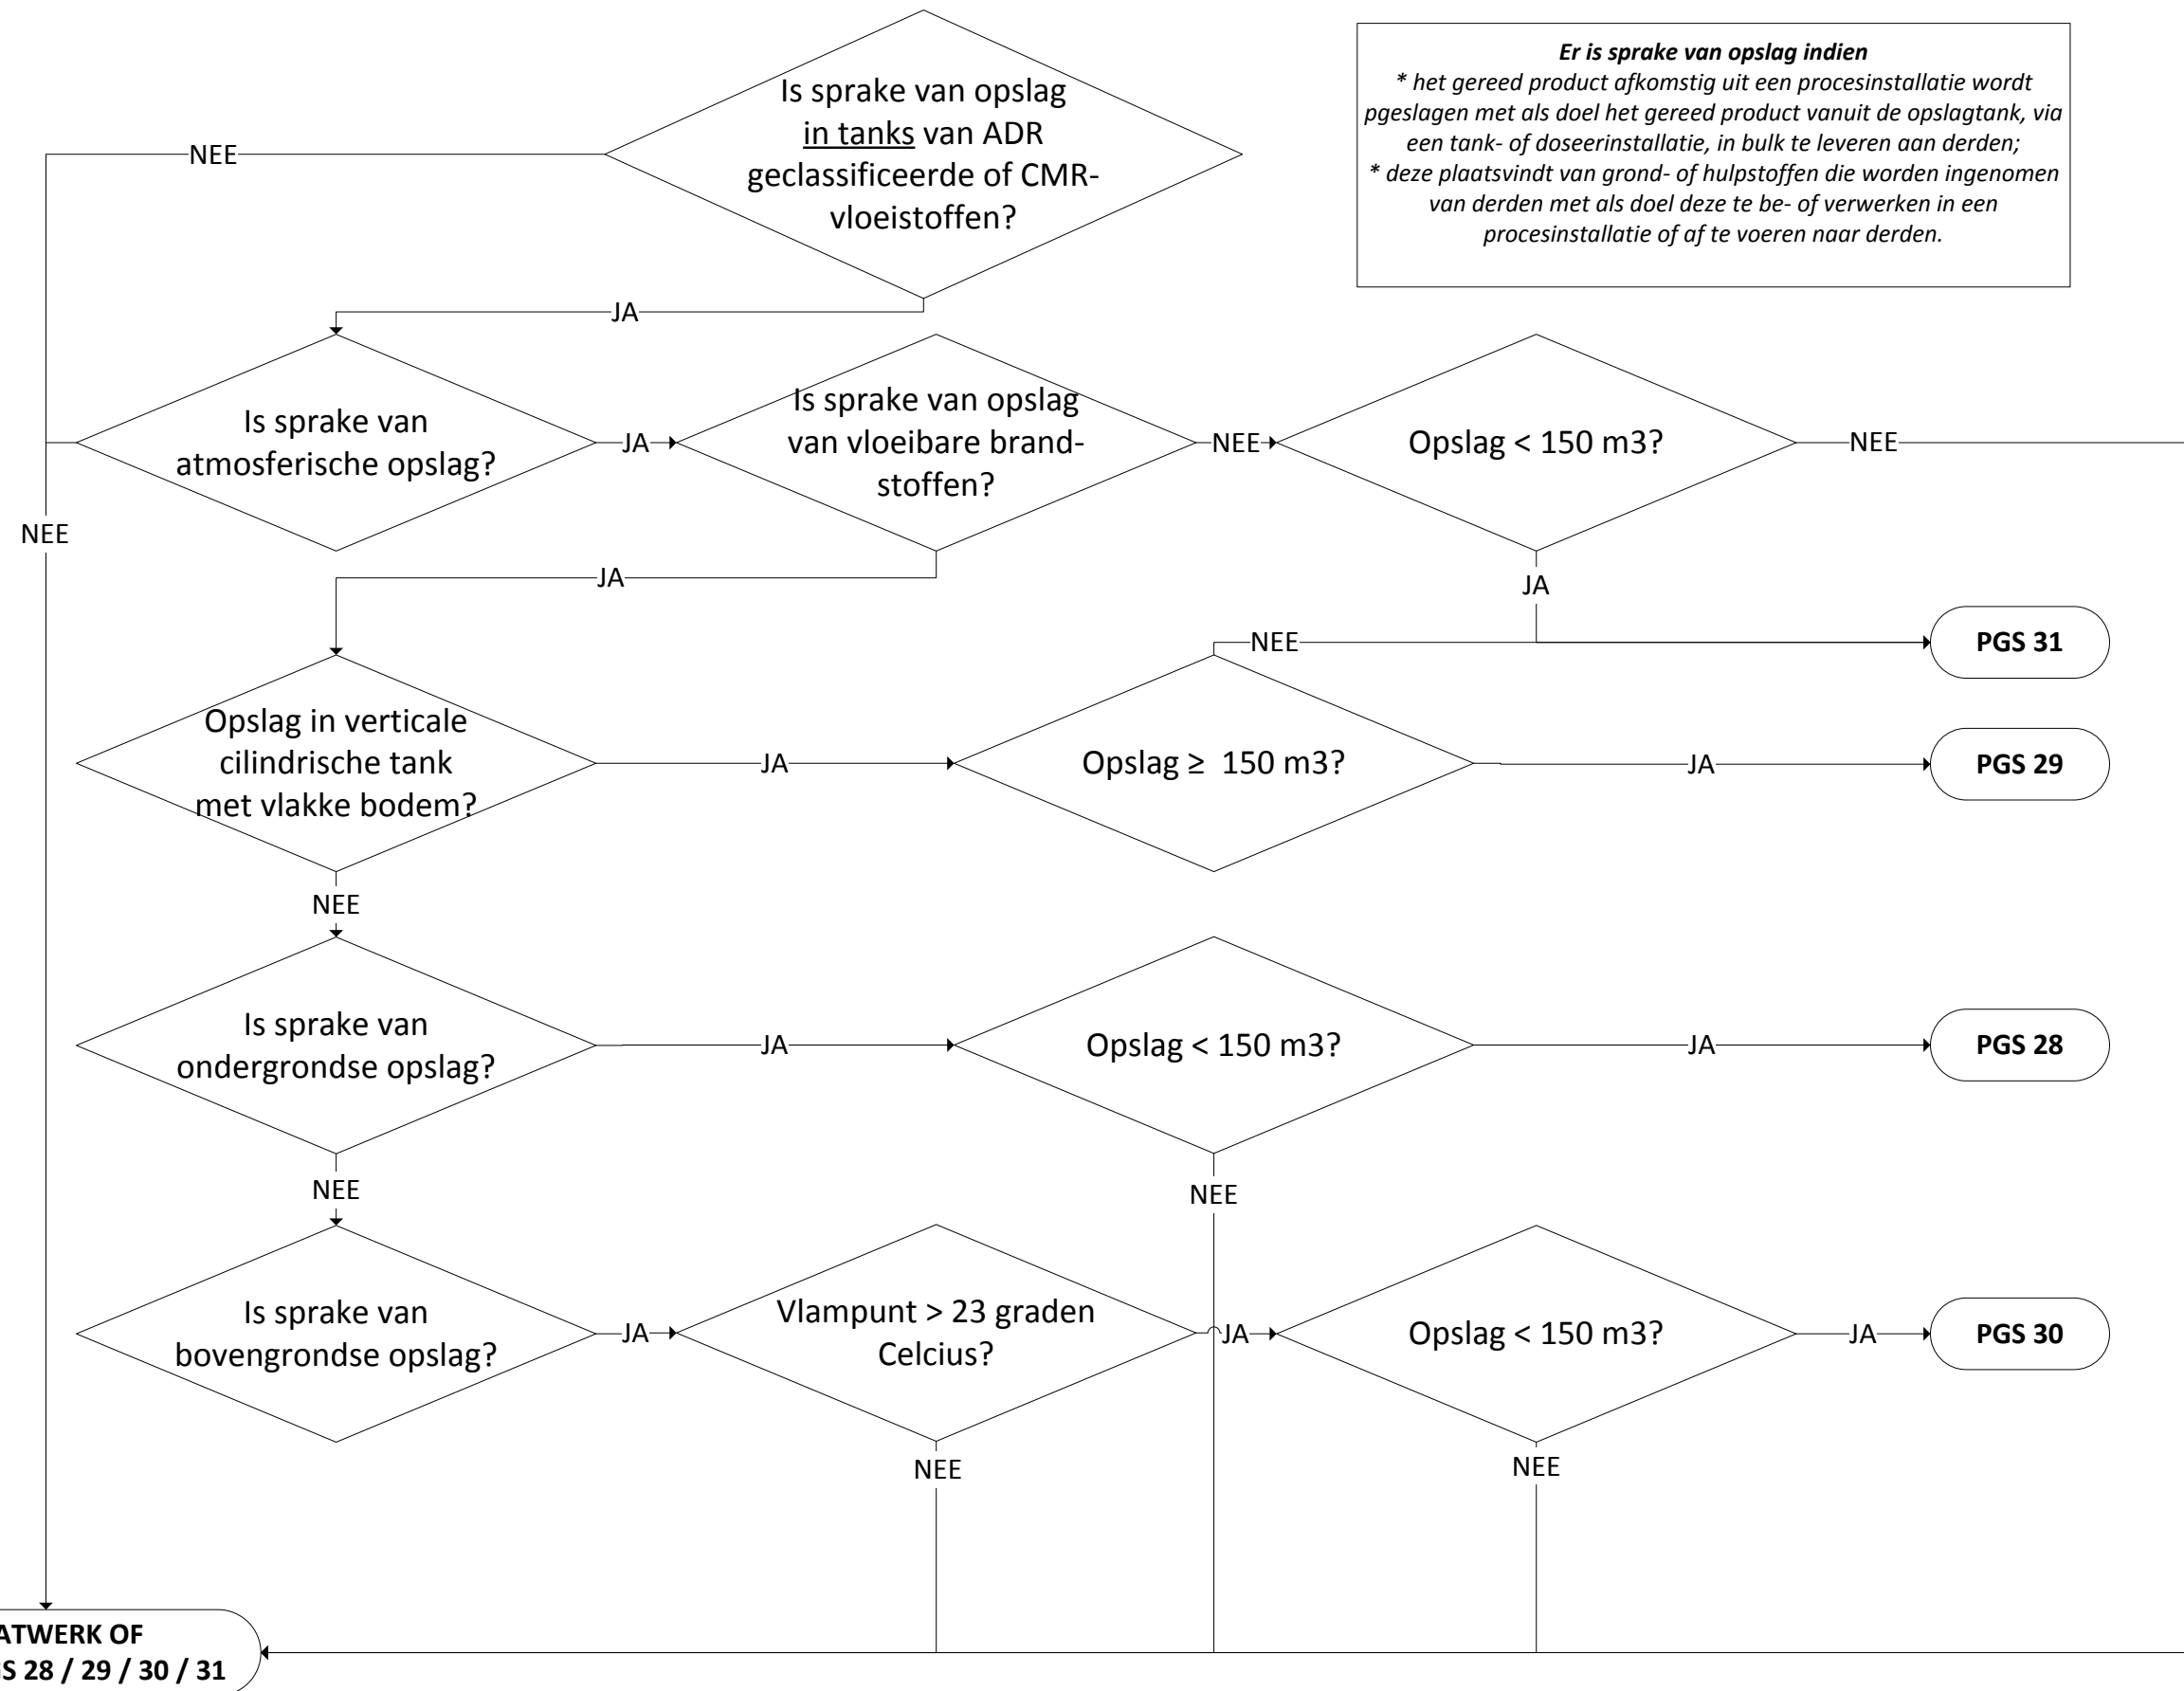 Is sprake van opslag
in tanks van ADR
geclassificeerde of CMR-
vloeistoffen?
Er is sprake van opslag indien
* het gereed product afkomstig uit een procesinstallatie wordt
pgeslagen met als doel het gereed product vanuit de opslagtank, via
een tank- of doseerinstallatie, in bulk te leveren aan derden;
* deze plaatsvindt van grond- of hulpstoffen die worden ingenomen
van derden met als doel deze te be- of verwerken in een
procesinstallatie of af te voeren naar derden.
NEE
JA
Is sprake van
atmosferische opslag?
JA
Is sprake van opslag
van vloeibare brand-
stoffen?
NEE
Opslag < 150 m3?
NEE
NEE
JA
JA
NEE
PGS 31
Opslag in verticale
cilindrische tank
met vlakke bodem?
JA
Opslag ≥ 150 m3?
JA
PGS 29
NEE
Is sprake van
ondergrondse opslag?
JA
Opslag < 150 m3?
JA
PGS 28
NEE
NEE
Is sprake van
bovengrondse opslag?
JA
Vlampunt > 23 graden
Celcius?
JA
Opslag < 150 m3?
JA
PGS 30
NEE
NEE
ATWERK OF
S 28 / 29 / 30 / 31